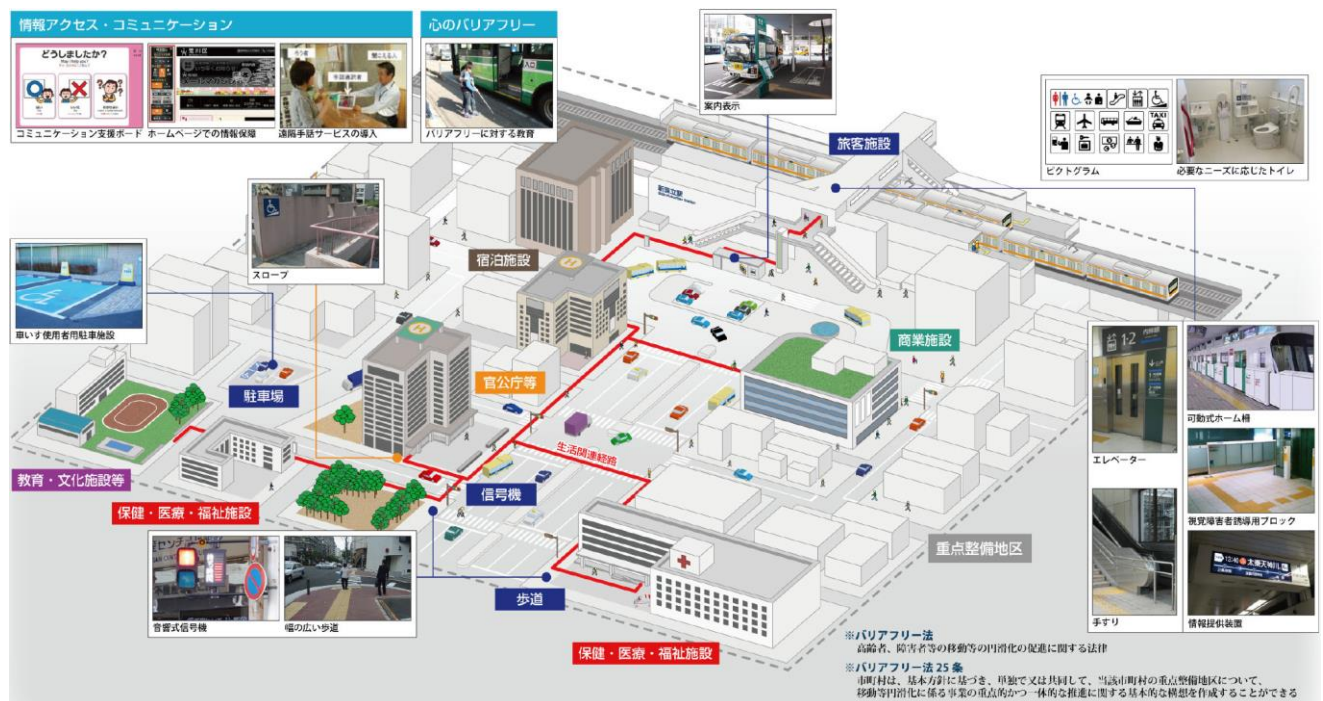 情報アクセス・コミュニケーション
心のバリアフリー
どうしましたか？
コミュニケーション支援ボード
ホームページでの情報保障
遠隔手話サービスの導入
バリアフリーに対する教育
案内表示
旅客施設
TAXI
ピクトグラム
必要なニーズに応じたトイレ
スロープ
宿泊施設
車いす使用者用駐車施設
商業施設
官公庁等
駐車場
1·2
エレベーター
可動式ホーム柵
生活関連経路
教育・文化施設等
信号機
視覚障害者誘導用ブロック
保健・医療・福祉施設
重点整備地区
歩道
音響式信号機
幅の広い歩道
手すり
情報提供装置
保健・医療・福祉施設
※バリアフリー法
高齢者、障害者等の移動等の円滑化の促進に関する法律
※バリアフリー法 25 条
市町村は、基本方針に基づき、単独で又は共同して、当該市町村の重点整備地区について、
移動等円滑化に係る事業の重点的かつ一体的な推進に関する基本的な構想を作成することができる